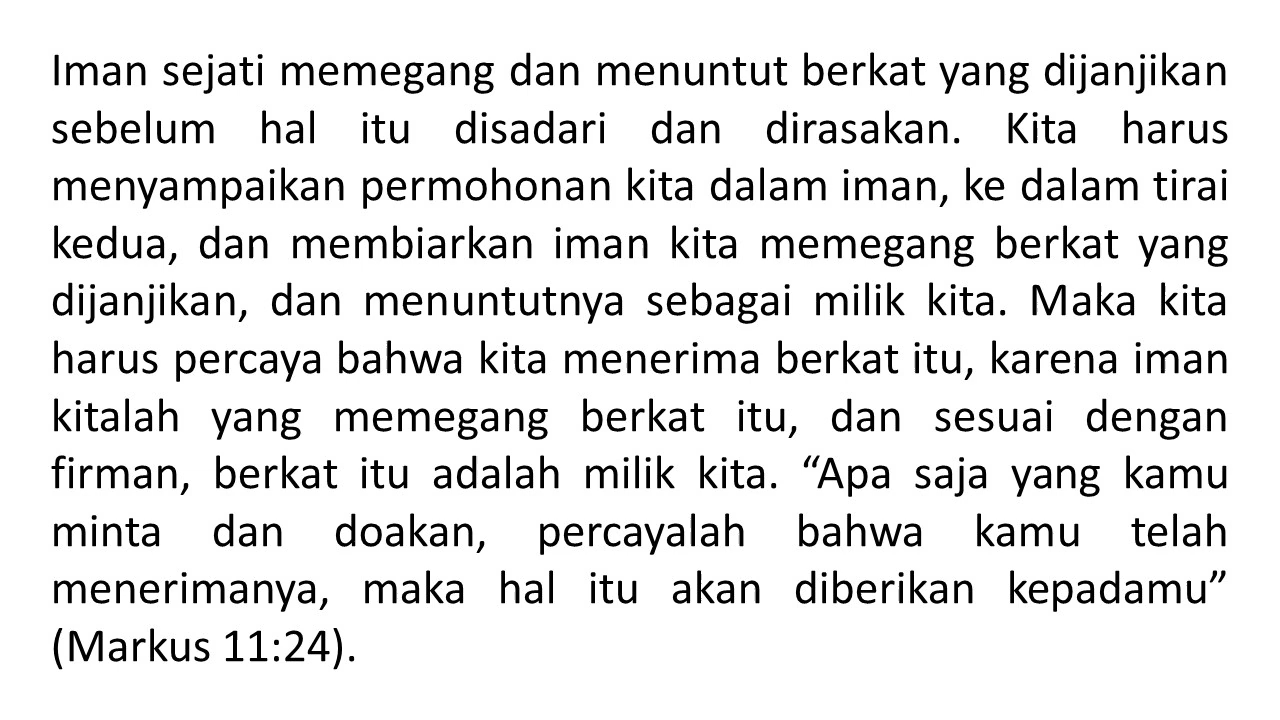 Iman sejati memegang dan menuntut berkat yang dijanjikan
sebelum hal itu disadari dan dirasakan. Kita harus
menyampaikan permohonan kita dalam iman, ke dalam tirai
kedua, dan membiarkan iman kita memegang berkat yang
dijanjikan, dan menuntutnya sebagai milik kita. Maka kita
harus percaya bahwa kita menerima berkat itu, karena iman
kitalah yang memegang berkat itu, dan sesuai dengan
firman, berkat itu adalah milik kita. “Apa saja yang kamu
minta dan doakan, percayalah bahwa kamu telah
menerimanya, maka hal itu akan diberikan kepadamu”
(Markus 11:24).